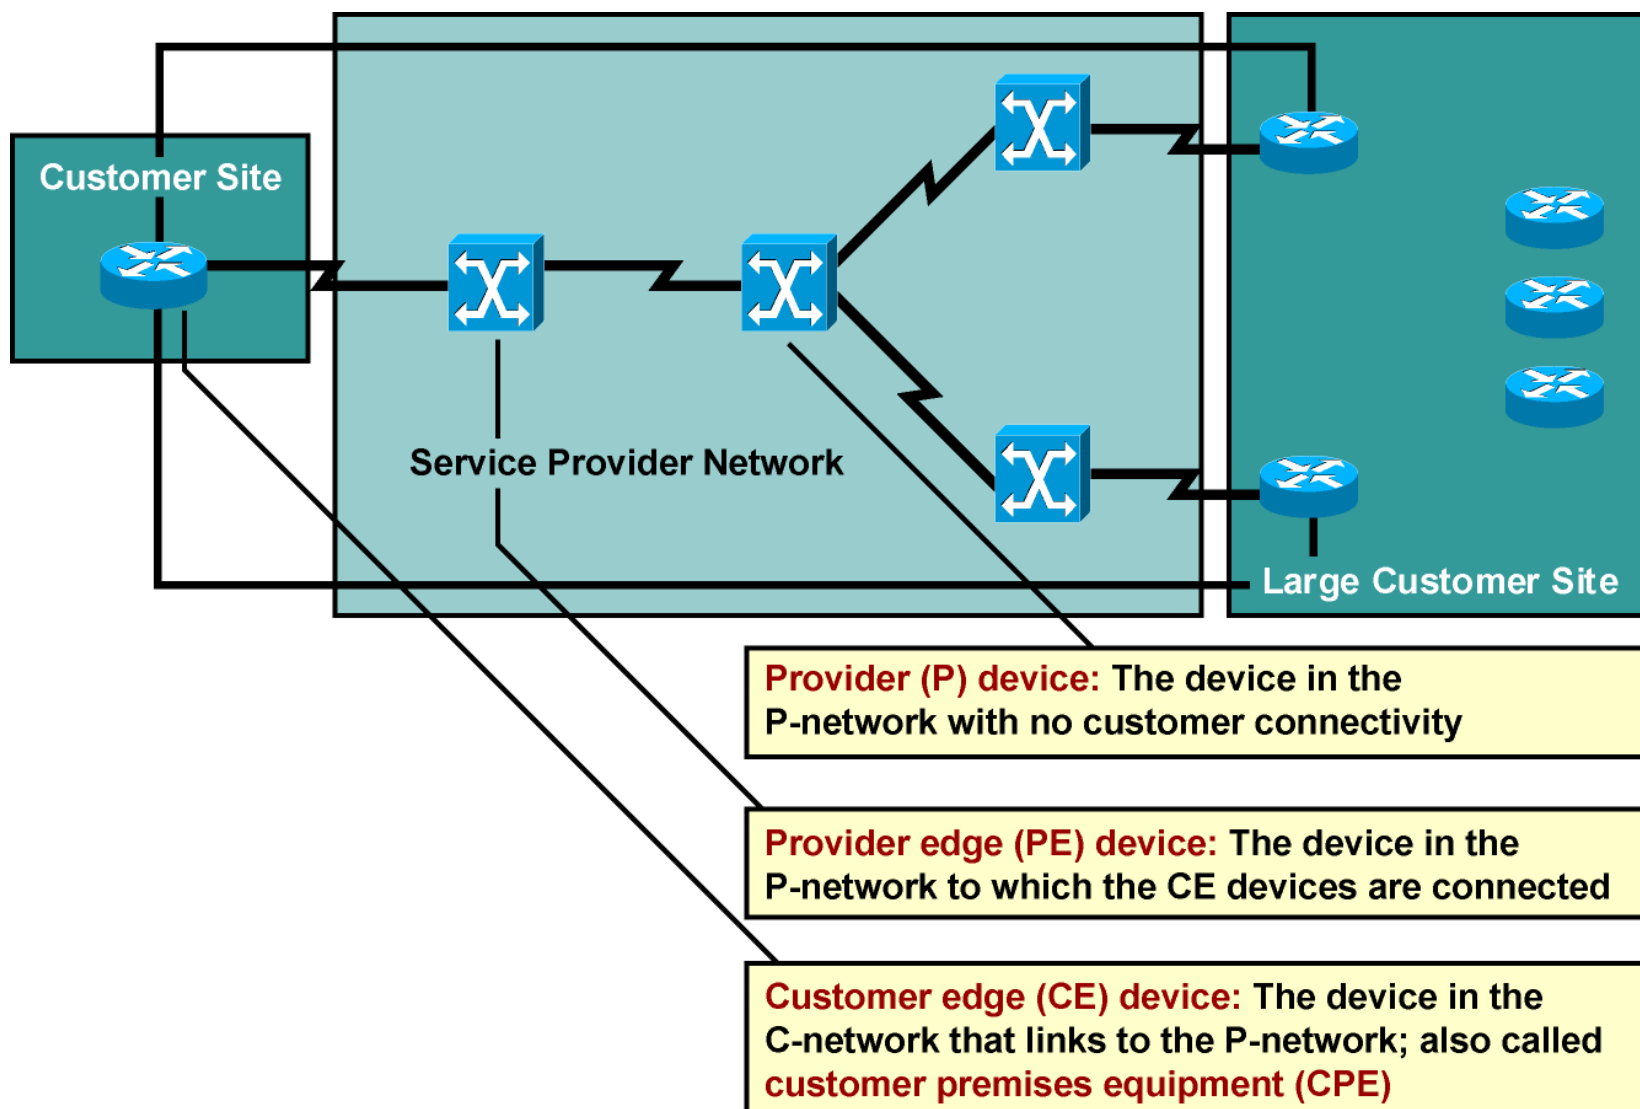 Customer Site
Service Provider Network
Large Customer Site
Provider (P) device: The device in the
P-network with no customer connectivity
Provider edge (PE) device: The device in the
P-network to which the CE devices are connected
Customer edge (CE) device: The device in the
C-network that links to the P-network; also called
customer premises equipment (CPE)